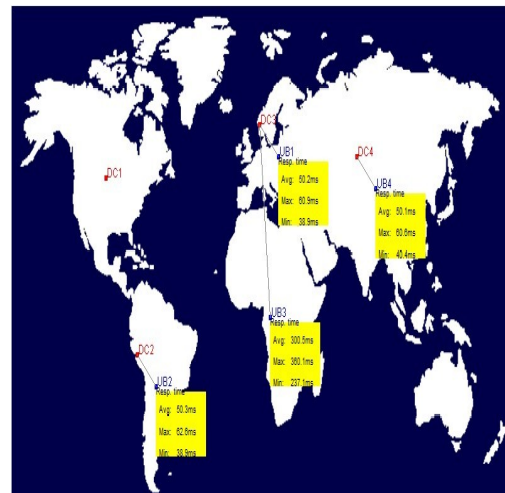 DC3
UB1
Resp. time
Avg: 50.2ms
Max: 60.9ms
Min: 38.9ms
DC4
UB4
Resp. time
Avg: 50.1ms
Max: 60.6ms
Min: 40.4ms
DC1
UB3
Resp. time
Avg: 300.5ms
Max: 360.1ms
Min: 237.1ms
DC2
UB2
Resp. time
Avg: 50.3ms
Max: 62.6ms
Min: 38.9ms